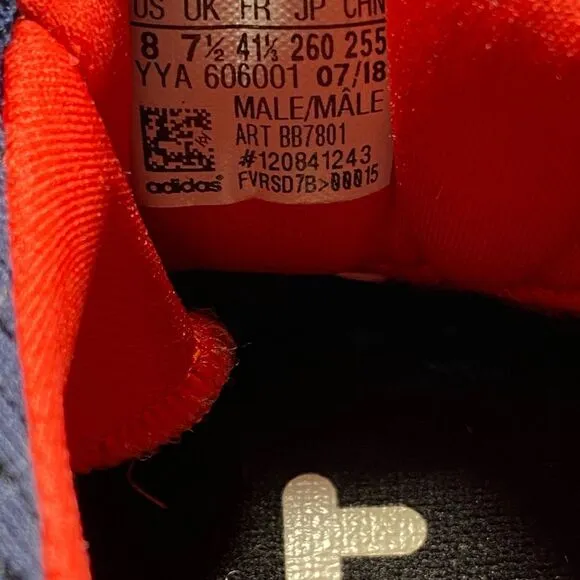 US UK FR JP CHN
8 7½ 41⅓ 260 255
YYA 606001 07/18
MALE/MÂLE
ART BB7801
#120841243
FVRSD7B>00015
adidas